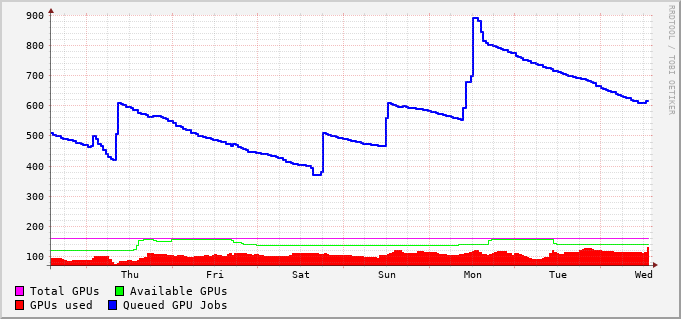 900
800
700
600
500
400
300
200
100
Thu Fri Sat Sun Mon Tue Wed
Total GPUs Available GPUs
GPUs used Queued GPU Jobs
RRDTOOL / TOBI OETIKER